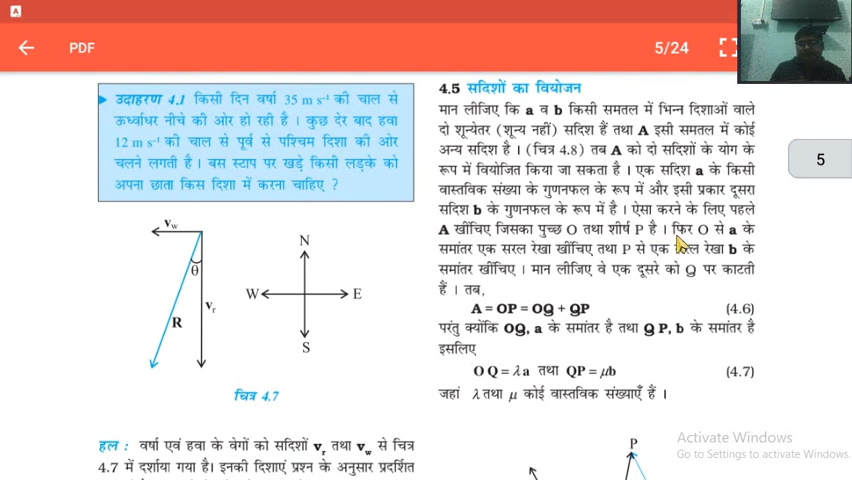 A
PDF
5/24
5
उदाहरण 4.1 किसी दिन वर्षा 35 m s⁻¹ की चाल से
ऊर्ध्वाधर नीचे की ओर हो रही है । कुछ देर बाद हवा
12 m s⁻¹ की चाल से पूर्व से पश्चिम दिशा की ओर
चलने लगती है । बस स्टाप पर खड़े किसी लड़के को
अपना छाता किस दिशा में करना चाहिए ?
v_w
N
θ
W
E
v_r
R
S
चित्र 4.7
हल : वर्षा एवं हवा के वेगों को सदिशों v_r तथा v_w से चित्र
4.7 में दर्शाया गया है। इनकी दिशाएं प्रश्न के अनुसार प्रदर्शित
4.5 सदिशों का वियोजन
मान लीजिए कि a व b किसी समतल में भिन्न दिशाओं वाले
दो शून्येतर (शून्य नहीं) सदिश हैं तथा A इसी समतल में कोई
अन्य सदिश है । (चित्र 4.8) तब A को दो सदिशों के योग के
रूप में वियोजित किया जा सकता है । एक सदिश a के किसी
वास्तविक संख्या के गुणनफल के रूप में और इसी प्रकार दूसरा
सदिश b के गुणनफल के रूप में है । ऐसा करने के लिए पहले
A खींचिए जिसका पुच्छ O तथा शीर्ष P है । फिर O से a के
समांतर एक सरल रेखा खींचिए तथा P से एक रेखा b के
समांतर खींचिए । मान लीजिए वे एक दूसरे को Q पर काटती
हैं । तब,
A = OP = OQ + QP (4.6)
परंतु क्योंकि OQ, a के समांतर है तथा QP, b के समांतर है
इसलिए
OQ = λa तथा QP = μb (4.7)
जहां λ तथा μ कोई वास्तविक संख्याएँ हैं ।
P
Activate Windows
Go to Settings to activate Windows.